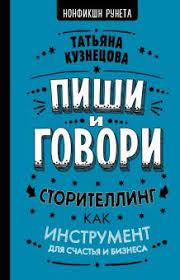 НОНФИКШН РУНЕТА
ТАТЬЯНА
КУЗНЕЦОВА
ПИШИ
И
ГОВОРИ
СТОРИТЕЛЛИНГ
КАК
ИНСТРУМЕНТ
ДЛЯ СЧАСТЬЯ И БИЗНЕСА